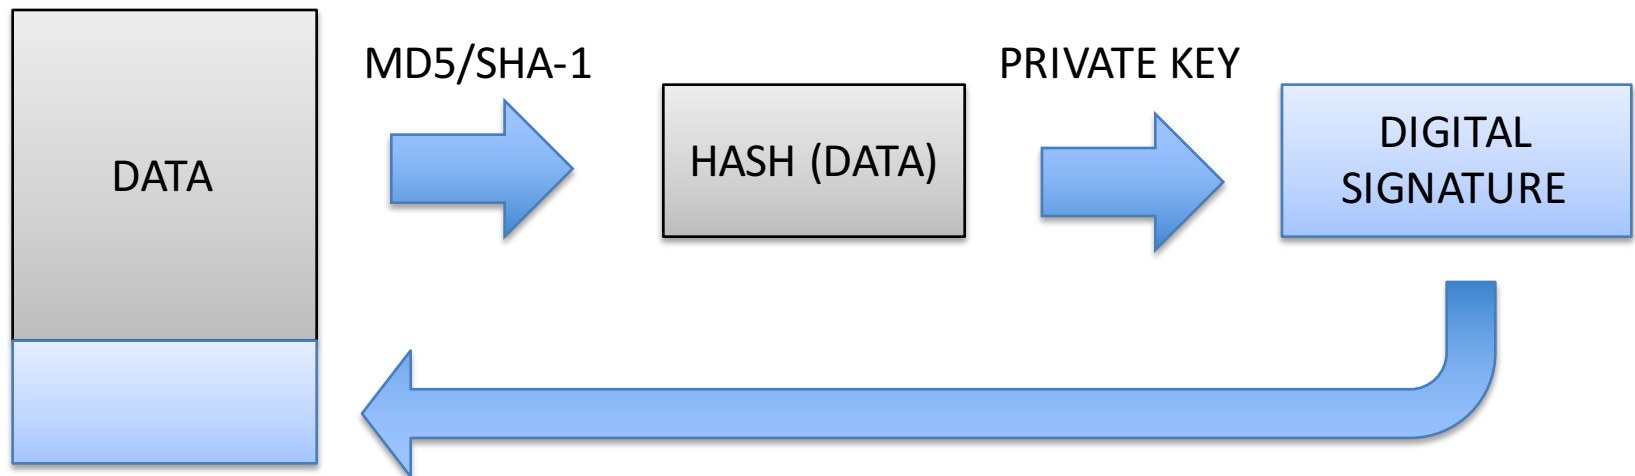 DATA
MD5/SHA-1
HASH (DATA)
PRIVATE KEY
DIGITAL
SIGNATURE